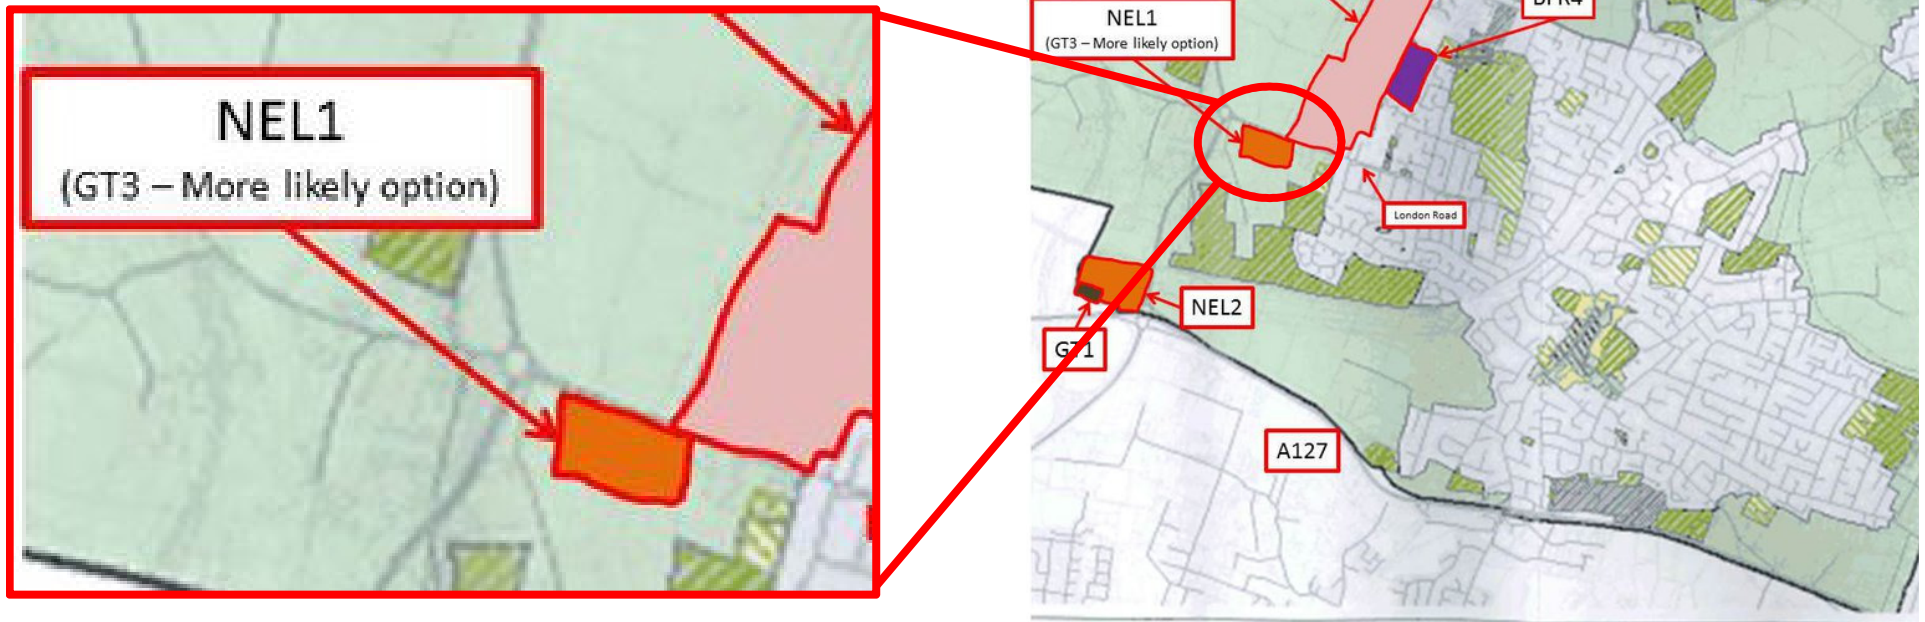 NEL1
(GT3 – More likely option)
NEL1
(GT3 – More likely option)
London Road
NEL2
GT1
A127